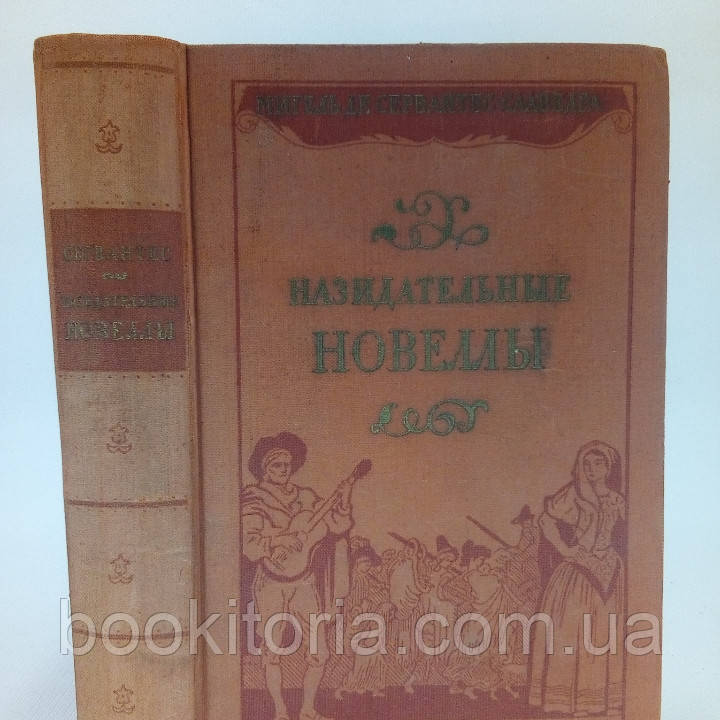 МИГЕЛЬ ДЕ СЕРВАНТЕС СААВЕДРА
НАЗИДАТЕЛЬНЫЕ
НОВЕЛЛЫ
СЕРВАНТЕС
НАЗИДАТЕЛЬНЫЕ
НОВЕЛЛЫ
bookitoria.com.ua